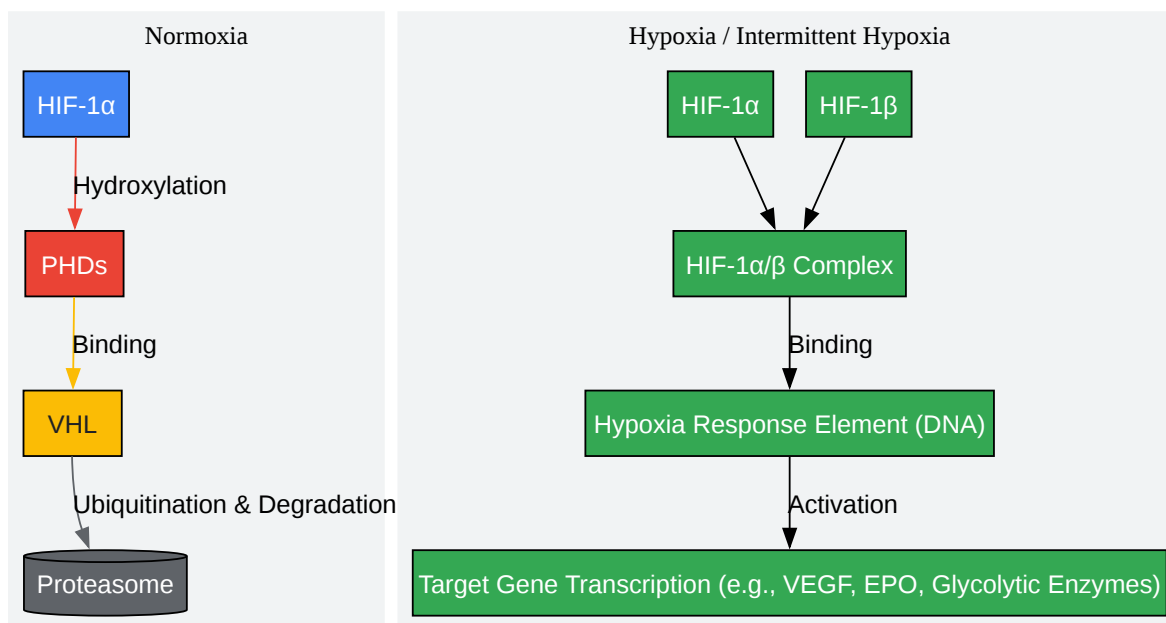 Normoxia
HIF-1α
Hydroxylation
PHDs
Binding
VHL
Ubiquitination & Degradation
Proteasome
Hypoxia / Intermittent Hypoxia
HIF-1α
HIF-1β
HIF-1α/β Complex
Binding
Hypoxia Response Element (DNA)
Activation
Target Gene Transcription (e.g., VEGF, EPO, Glycolytic Enzymes)